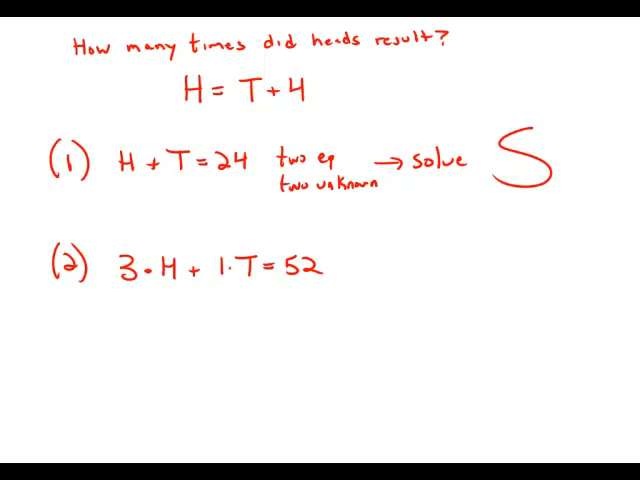 How many times did heads result?
H = T + 4
(1) H + T = 24 two eq two unknown → solve S
(2) 3 · H + 1 · T = 52